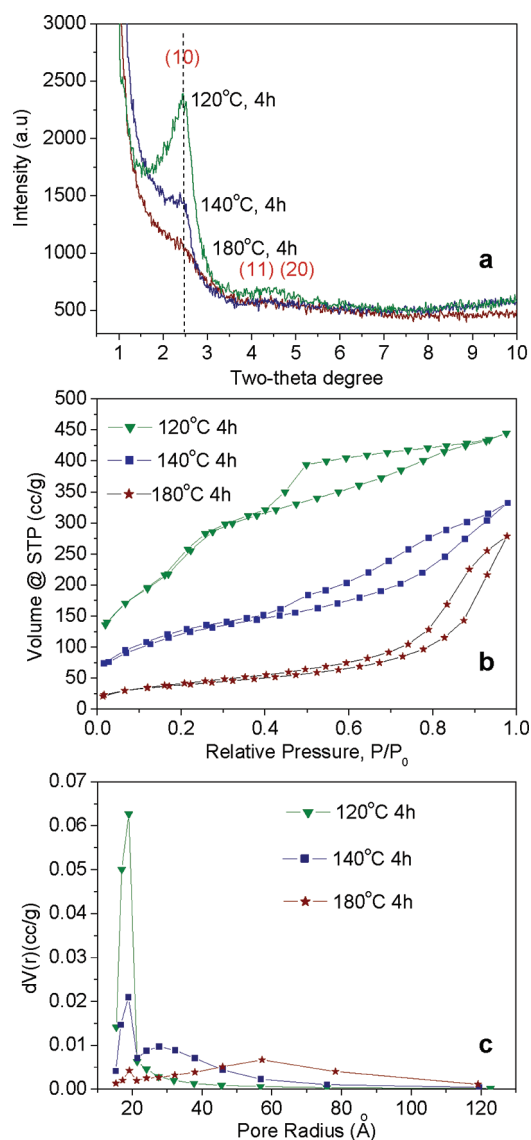 3000
2500
2000
1500
1000
500
Intensity (a.u)
(10)
120°C, 4h
140°C, 4h
180°C, 4h
(11) (20)
a
1 2 3 4 5 6 7 8 9 10
Two-theta degree
500
450
400
350
300
250
200
150
100
50
0
Volume @ STP (cc/g)
120°C 4h
140°C 4h
180°C 4h
b
0.0 0.2 0.4 0.6 0.8 1.0
Relative Pressure, P/P₀
0.07
0.06
0.05
0.04
0.03
0.02
0.01
0.00
dV(r)(cc/g)
120°C 4h
140°C 4h
180°C 4h
c
20 40 60 80 100 120
Pore Radius (Å)